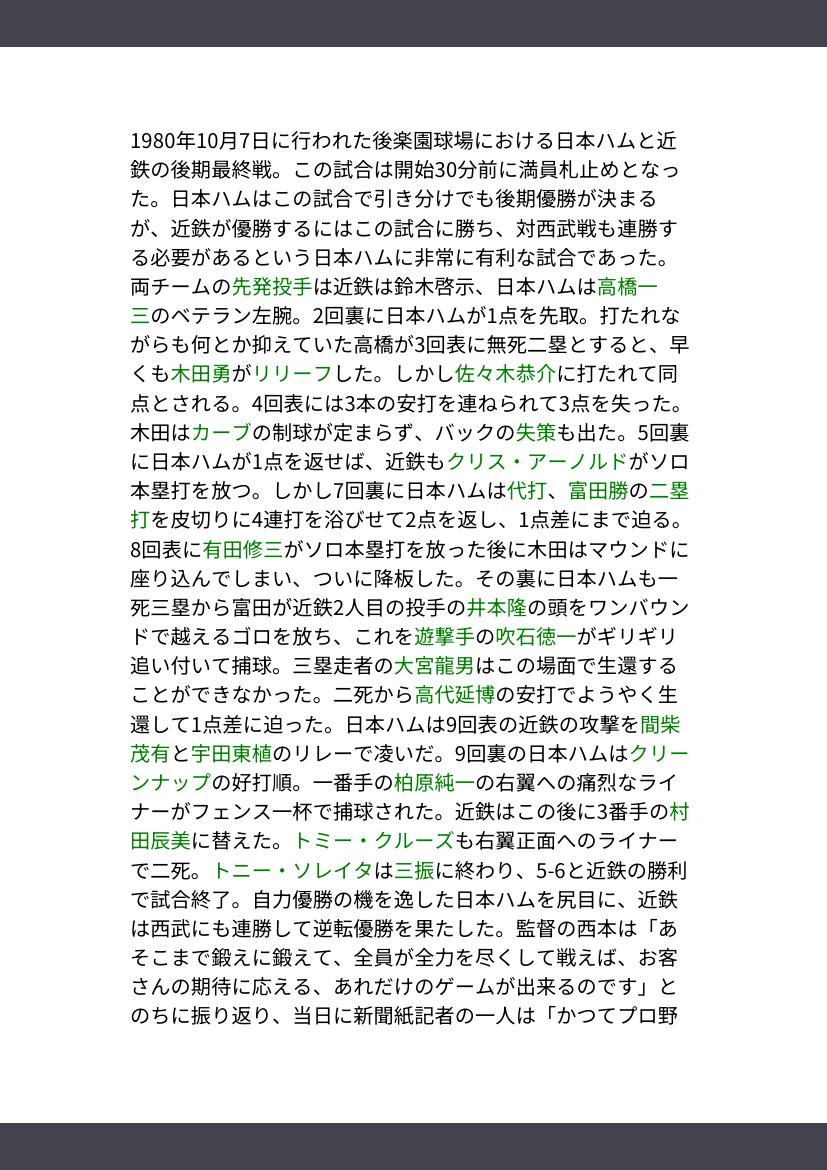 1980年10月7日に行われた後楽園球場における日本ハムと近
鉄の後期最終戦。この試合は開始30分前に満員札止めとなっ
た。日本ハムはこの試合で引き分けでも後期優勝が決まる
が、近鉄が優勝するにはこの試合に勝ち、対西武戦も連勝す
る必要があるという日本ハムに非常に有利な試合であった。
両チームの先発投手は近鉄は鈴木啓示、日本ハムは高橋一
三のベテラン左腕。2回裏に日本ハムが1点を先取。打たれな
がらも何とか抑えていた高橋が3回表に無死二塁とすると、早
くも木田勇がリリーフした。しかし佐々木恭介に打たれて同
点とされる。4回表には3本の安打を連ねられて3点を失った。
木田はカーブの制球が定まらず、バックの失策も出た。5回裏
に日本ハムが1点を返せば、近鉄もクリス・アーノルドがソロ
本塁打を放つ。しかし7回裏に日本ハムは代打、富田勝の二塁
打を皮切りに4連打を浴びせて2点を返し、1点差にまで迫る。
8回表に有田修三がソロ本塁打を放った後に木田はマウンドに
座り込んでしまい、ついに降板した。その裏に日本ハムも一
死三塁から富田が近鉄2人目の投手の井本隆の頭をワンバウン
ドで越えるゴロを放ち、これを遊撃手の吹石徳一がギリギリ
追い付いて捕球。三塁走者の大宮龍男はこの場面で生還する
ことができなかった。二死から高代延博の安打でようやく生
還して1点差に迫った。日本ハムは9回表の近鉄の攻撃を間柴
茂有と宇田東植のリレーで凌いだ。9回裏の日本ハムはクリー
ンナップの好打順。一番手の柏原純一の右翼への痛烈なライ
ナーがフェンス一杯で捕球された。近鉄はこの後に3番手の村
田辰美に替えた。トミー・クルーズも右翼正面へのライナー
で二死。トニー・ソレイタは三振に終わり、5-6と近鉄の勝利
で試合終了。自力優勝の機を逸した日本ハムを尻目に、近鉄
は西武にも連勝して逆転優勝を果たした。監督の西本は「あ
そこまで鍛えに鍛えて、全員が全力を尽くして戦えば、お客
さんの期待に応える、あれだけのゲームが出来るのです」と
のちに振り返り、当日に新聞紙記者の一人は「かつてプロ野